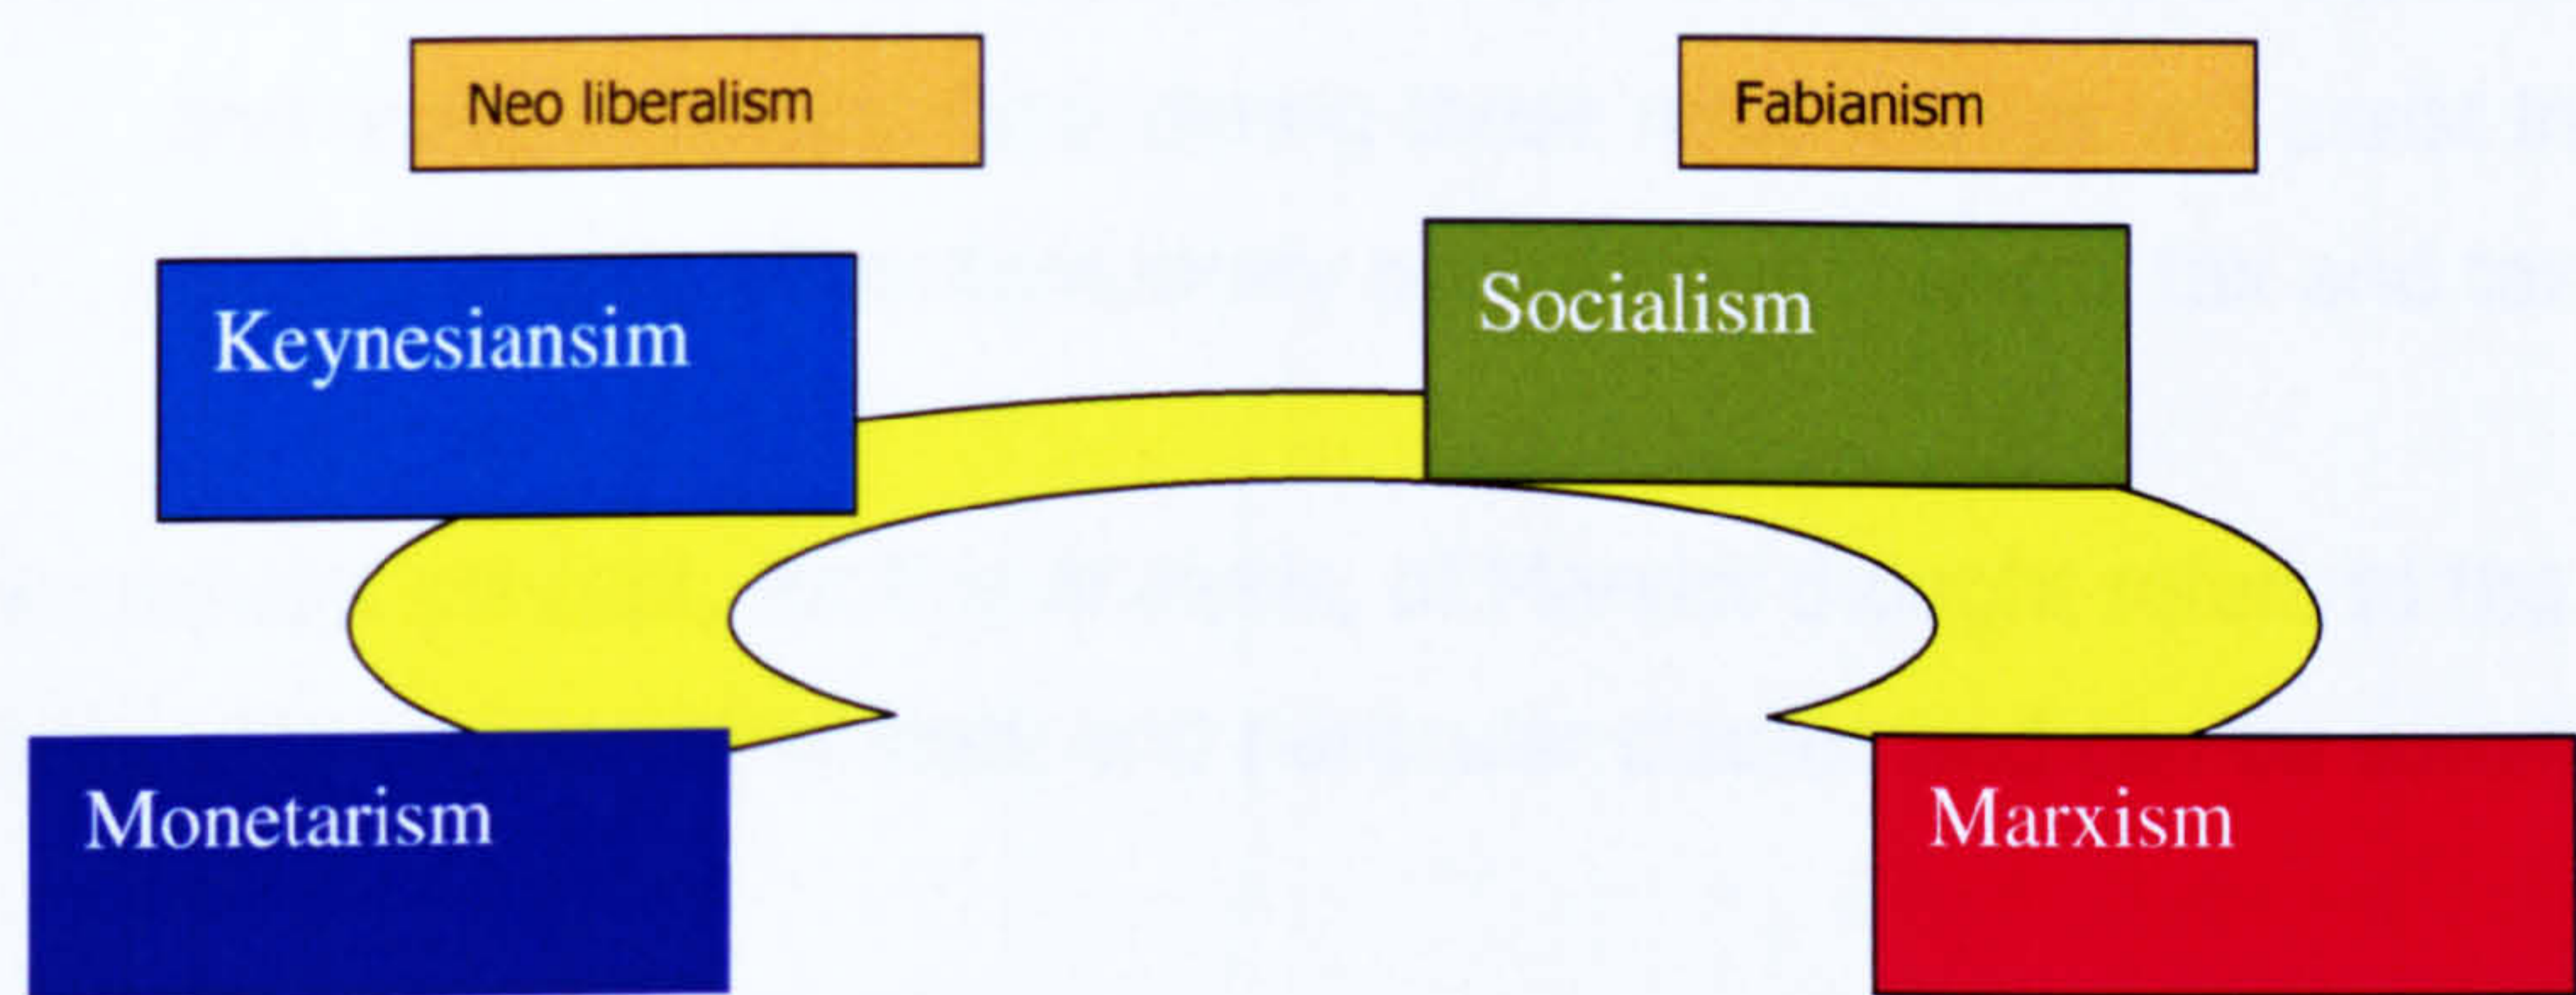 Neo liberalism
Fabianism
Keynesiansim
Socialism
Monetarism
Marxism